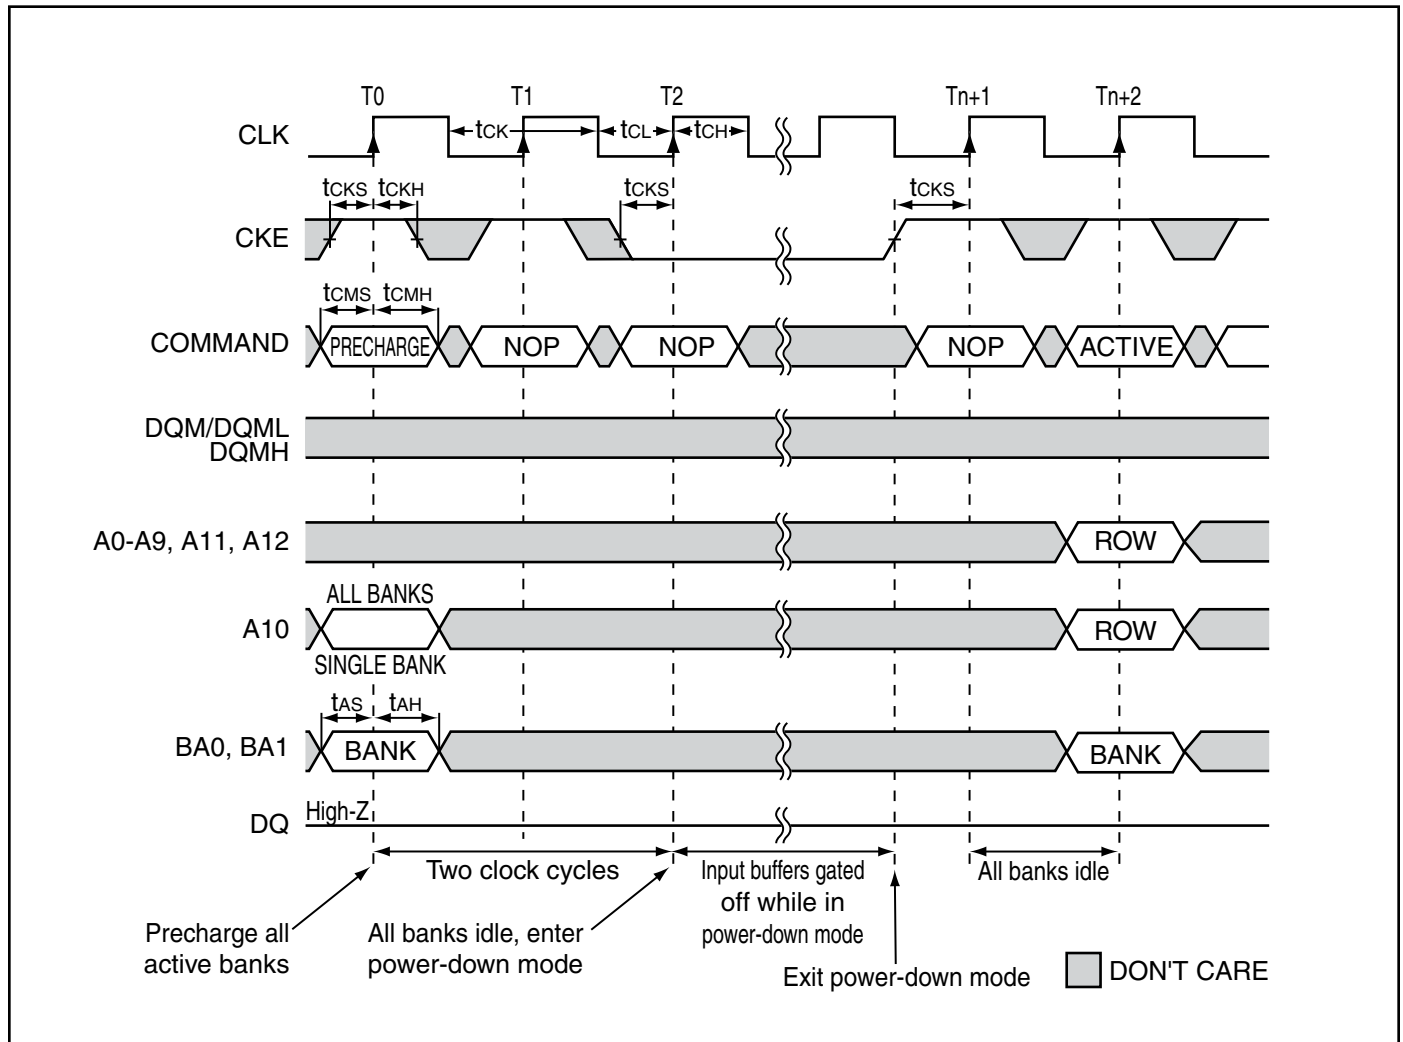 T0 T1 T2 Tn+1 Tn+2
CLK tCK tCL tCH
tCKS tCKH tCKS tCKS
CKE
tCMS tCMH
COMMAND PRECHARGE NOP NOP NOP ACTIVE
DQM/DQML
DQMH
A0-A9, A11, A12 ROW
ALL BANKS
A10 ROW
SINGLE BANK
tAS tAH
BA0, BA1 BANK BANK
DQ High-Z
Two clock cycles
Input buffers gated
off while in
power-down mode
All banks idle
Precharge all
active banks
All banks idle, enter
power-down mode
Exit power-down mode
DON'T CARE